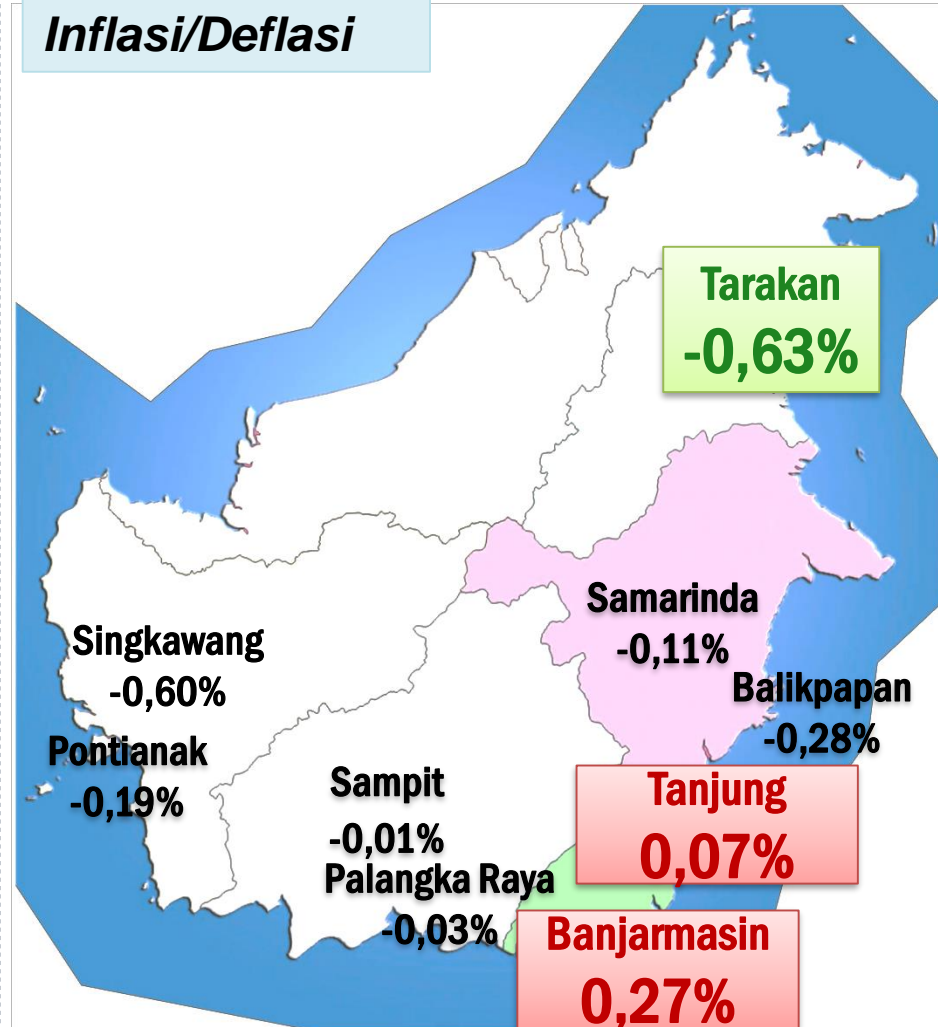 Inflasi/Deflasi
Tarakan
-0,63%
Samarinda
-0,11%
Singkawang
-0,60%
Balikpapan
-0,28%
Pontianak
-0,19%
Sampit
-0,01%
Tanjung
0,07%
Palangka Raya
-0,03%
Banjarmasin
0,27%